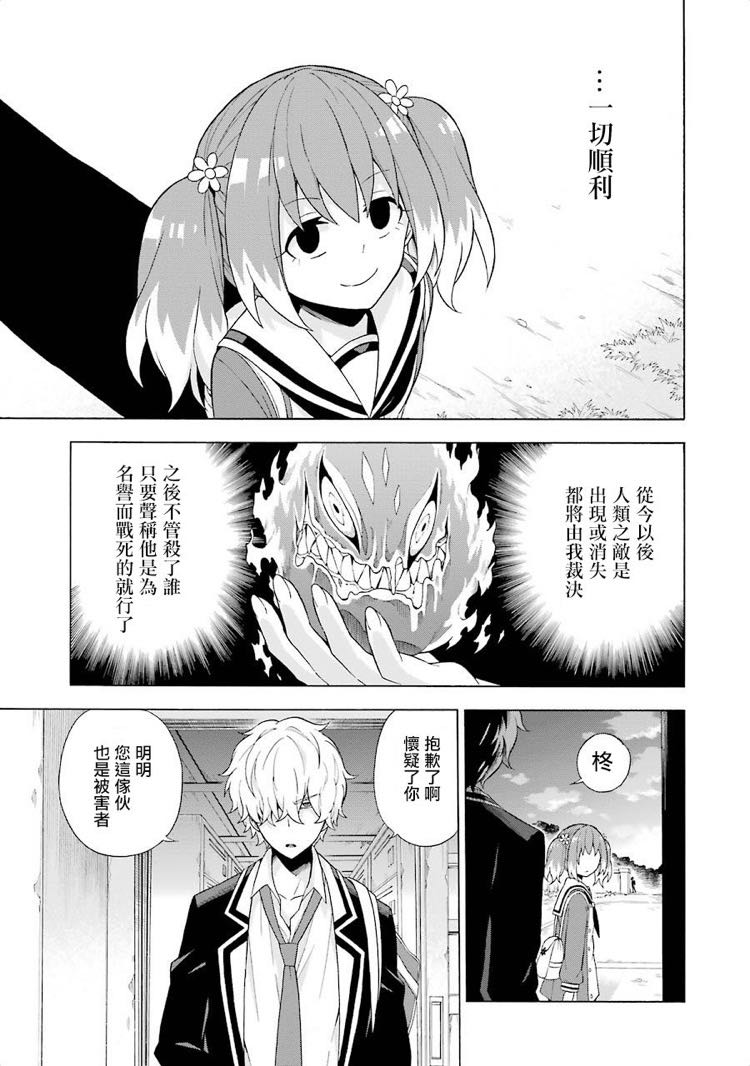 …一切順利
從今以後
人類之敵是
出現或消失
都將由我裁決
之後不管殺了誰
只要聲稱他是為
名譽而戰死的就行了
柊
抱歉了啊
懷疑了你
明明
您這傢伙
也是被害者